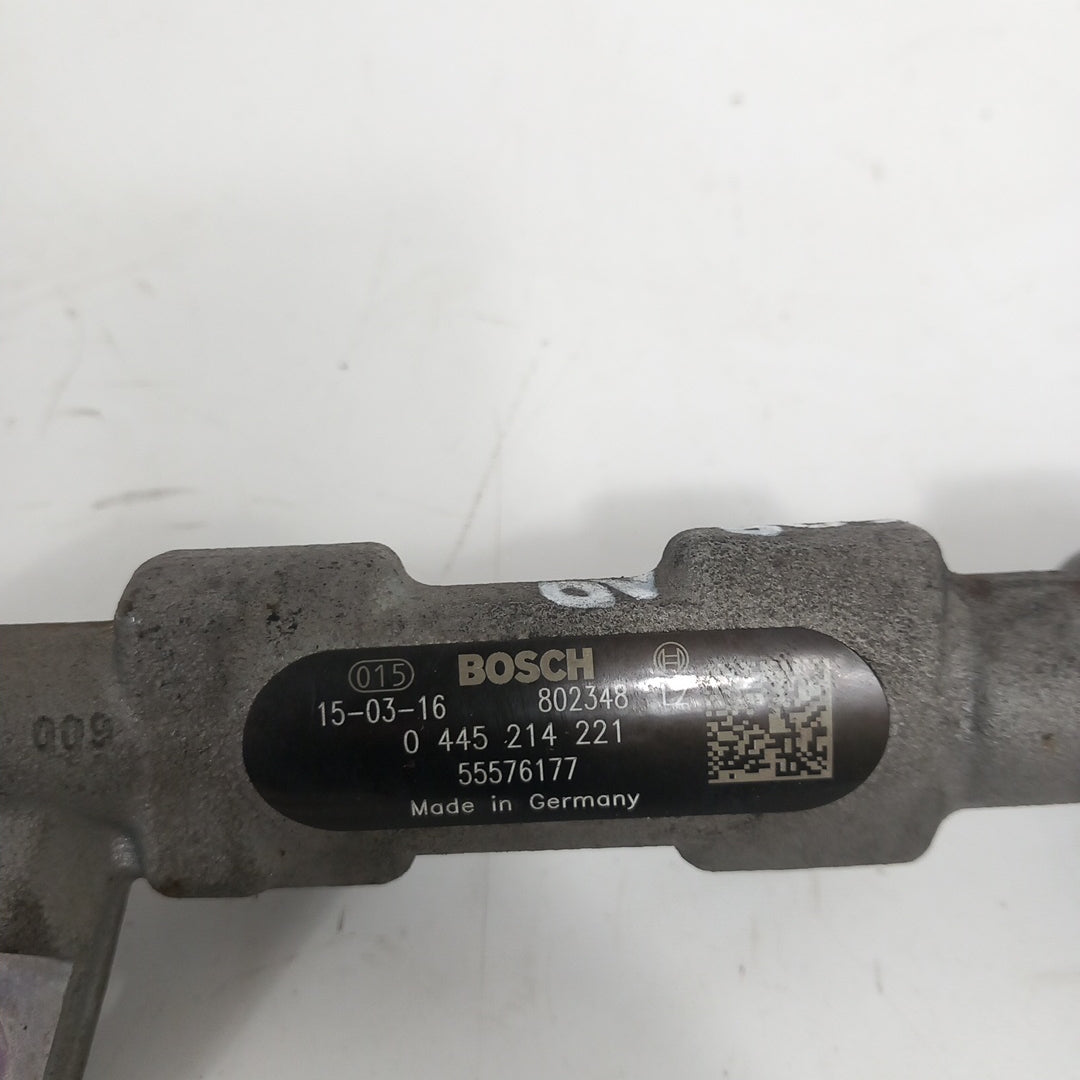 015 BOSCH
15-03-16 802348
0 445 214 221
55576177
Made in Germany
009